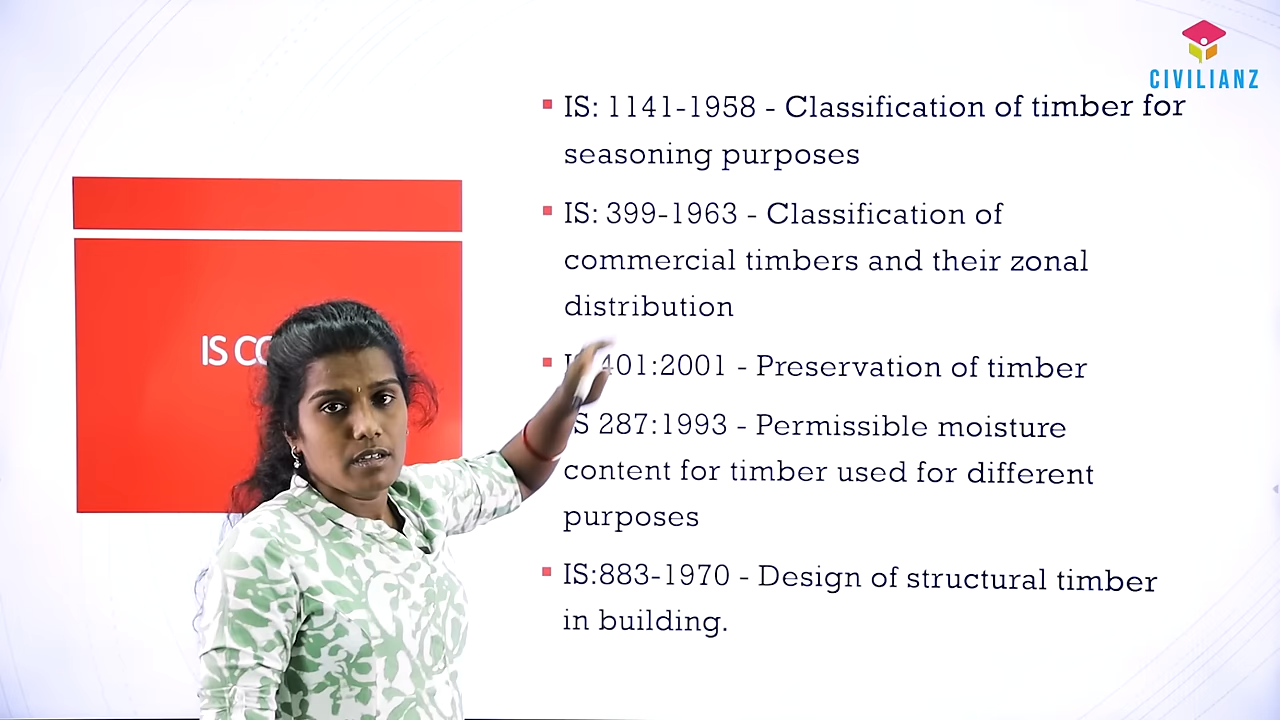 CIVILIANZ
IS: 1141-1958 - Classification of timber for
seasoning purposes
IS: 399-1963 - Classification of
commercial timbers and their zonal
distribution
401:2001 - Preservation of timber
IS
S 287:1993 - Permissible moisture
content for timber used for different
purposes
IS:883-1970 - Design of structural timber
in building.